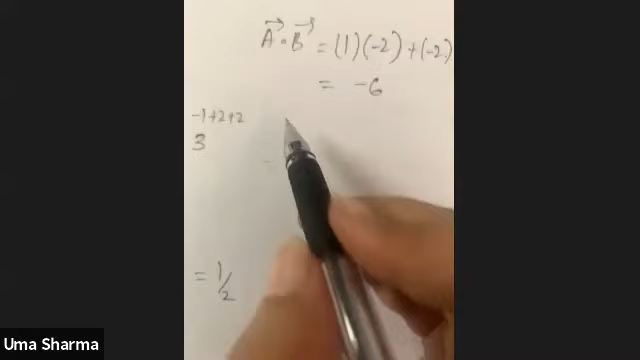 A⃗ · B⃗ = (1)(-2) + (-2)
= -6
-1+2+2
3
= 1/2
Uma Sharma